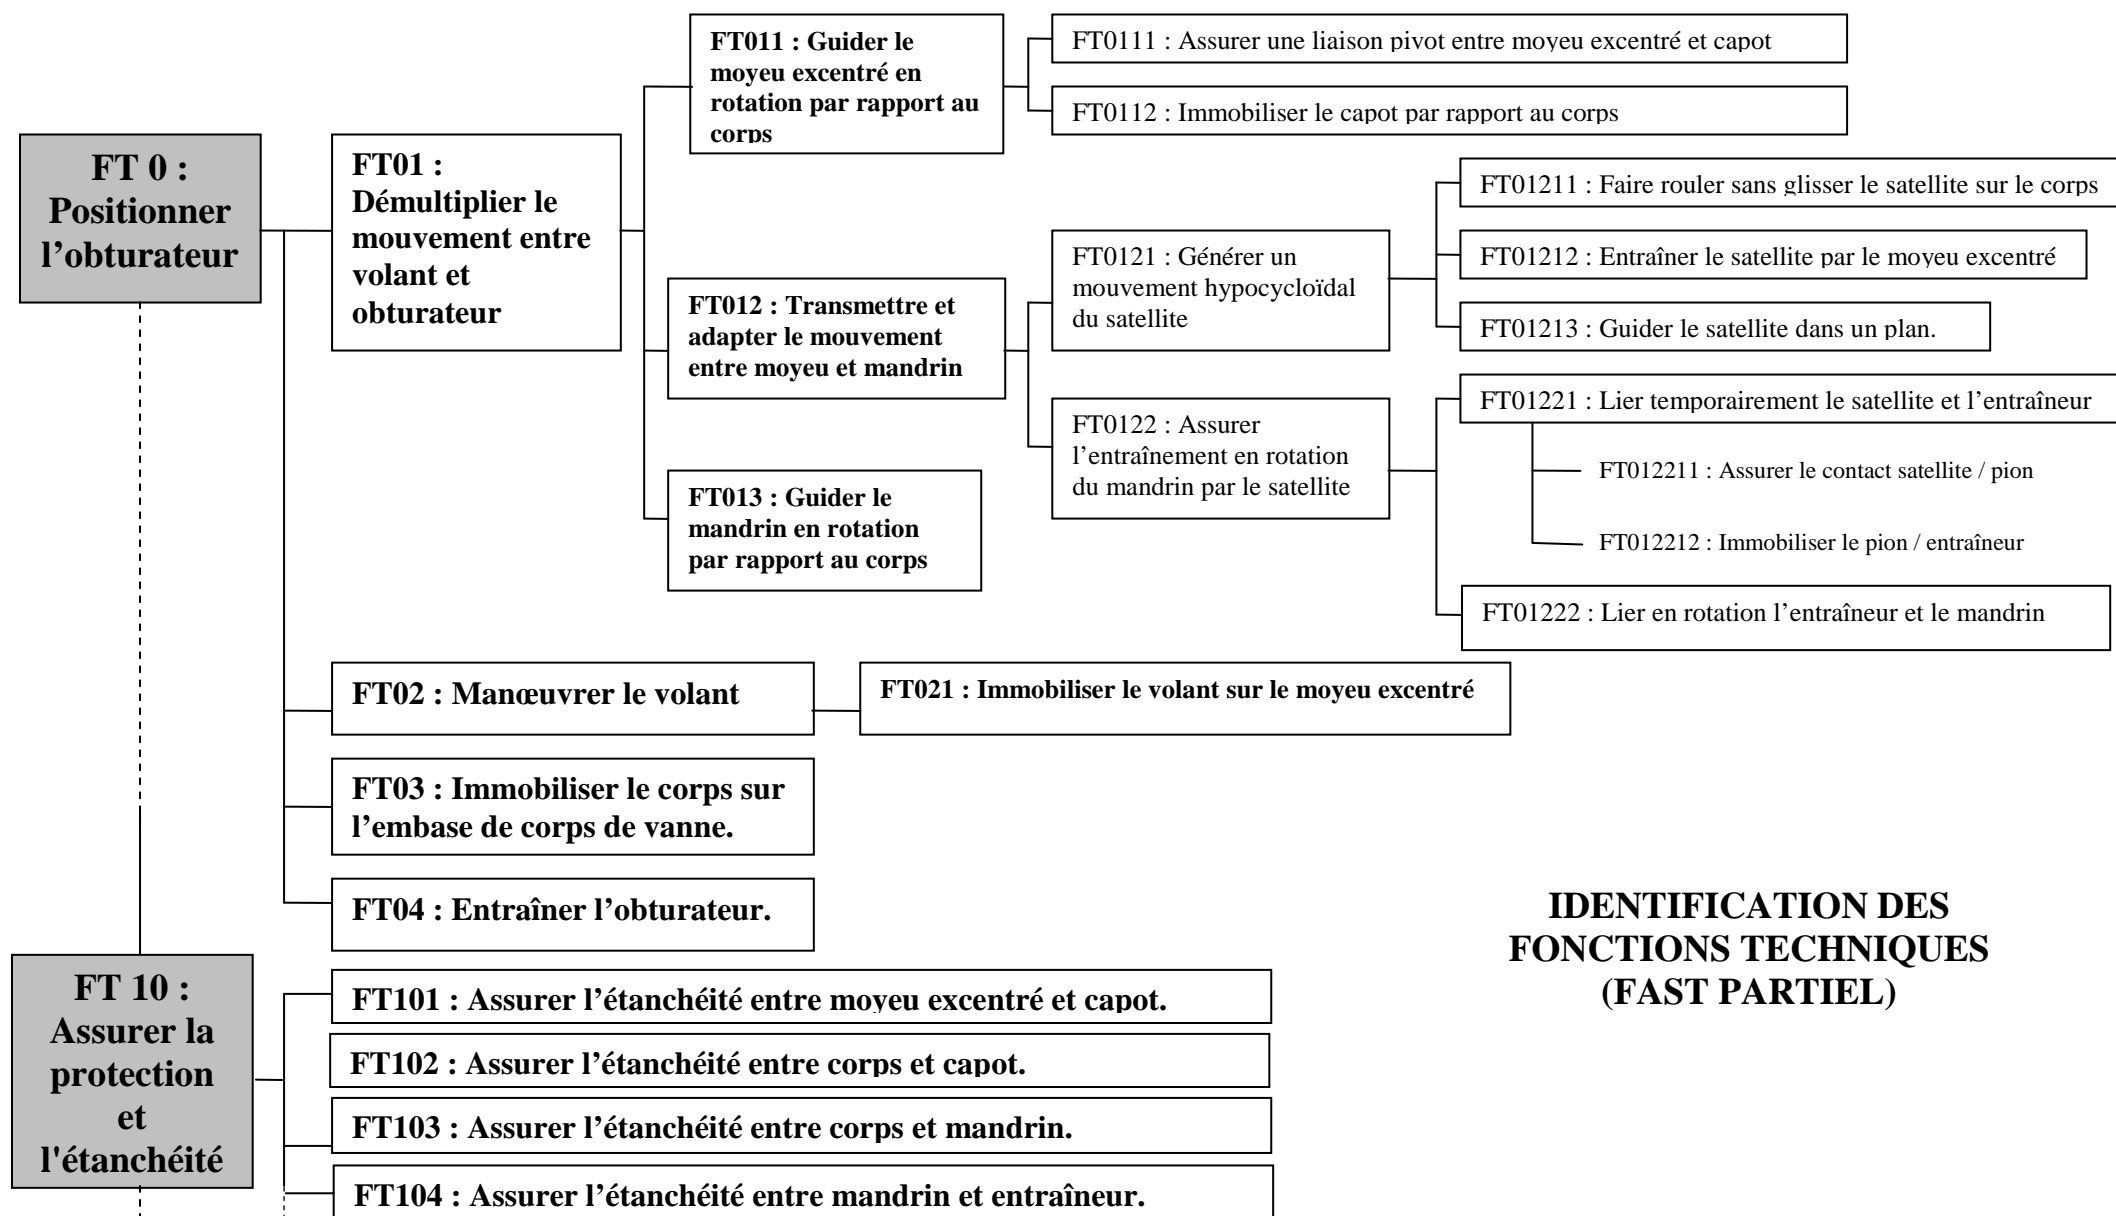 FT 0 :
Positionner
l’obturateur
FT01 :
Démultiplier le
mouvement entre
volant et
obturateur
FT011 : Guider le
moyeu excentré en
rotation par rapport au
corps
FT0111 : Assurer une liaison pivot entre moyeu excentré et capot
FT0112 : Immobiliser le capot par rapport au corps
FT012 : Transmettre et
adapter le mouvement
entre moyeu et mandrin
FT0121 : Générer un
mouvement hypocycloïdal
du satellite
FT01211 : Faire rouler sans glisser le satellite sur le corps
FT01212 : Entraîner le satellite par le moyeu excentré
FT01213 : Guider le satellite dans un plan.
FT0122 : Assurer
l’entraînement en rotation
du mandrin par le satellite
FT01221 : Lier temporairement le satellite et l’entraîneur
FT012211 : Assurer le contact satellite / pion
FT012212 : Immobiliser le pion / entraîneur
FT01222 : Lier en rotation l’entraîneur et le mandrin
FT013 : Guider le
mandrin en rotation
par rapport au corps
FT02 : Manœuvrer le volant
FT021 : Immobiliser le volant sur le moyeu excentré
FT03 : Immobiliser le corps sur
l’embase de corps de vanne.
FT04 : Entraîner l’obturateur.
IDENTIFICATION DES
FONCTIONS TECHNIQUES
(FAST PARTIEL)
FT 10 :
Assurer la
protection
et
l'étanchéité
FT101 : Assurer l’étanchéité entre moyeu excentré et capot.
FT102 : Assurer l’étanchéité entre corps et capot.
FT103 : Assurer l’étanchéité entre corps et mandrin.
FT104 : Assurer l’étanchéité entre mandrin et entraîneur.